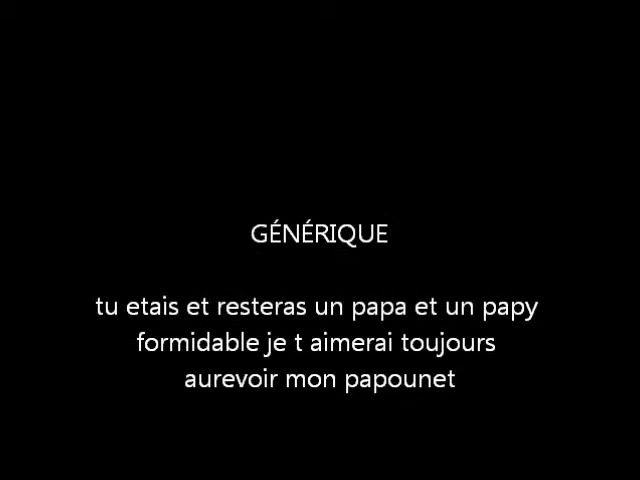 GÉNÉRIQUE
tu etais et resteras un papa et un papy
formidable je t aimerai toujours
aurevoir mon papounet